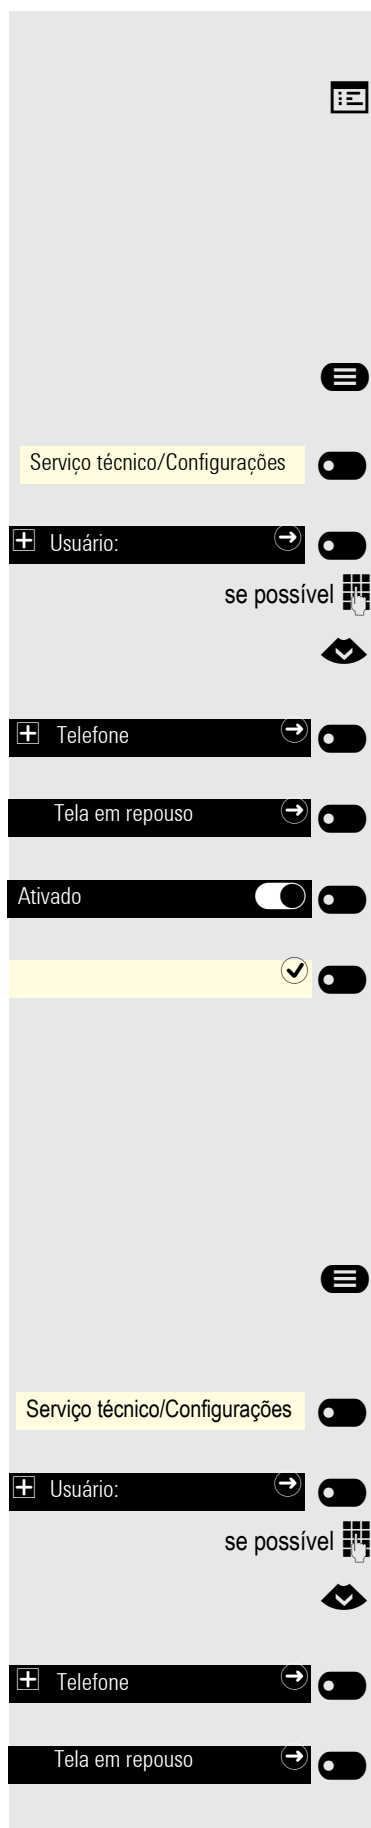 Serviço técnico/Configurações
Usuário:
se possível
Telefone
Tela em repouso
Ativado
Serviço técnico/Configurações
Usuário:
se possível
Telefone
Tela em repouso